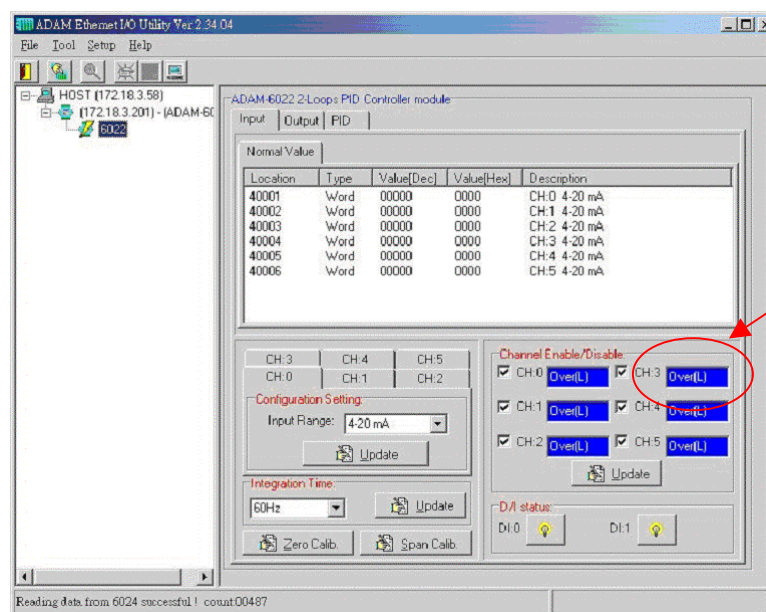 ADAM Ethernet I/O Utility Ver 2.34.04
File Tool Setup Help
HOST (172.18.3.58)
(172.18.3.201) - (ADAM-60
6022
ADAM-6022 2-Loops PID Controller module
Input Output PID
Normal Value
Location Type Value[Dec] Value[Hex] Description
40001 Word 00000 0000 CH:0 4-20 mA
40002 Word 00000 0000 CH:1 4-20 mA
40003 Word 00000 0000 CH:2 4-20 mA
40004 Word 00000 0000 CH:3 4-20 mA
40005 Word 00000 0000 CH:4 4-20 mA
40006 Word 00000 0000 CH:5 4-20 mA
CH:3 CH:4 CH:5
CH:0 CH:1 CH:2
Configuration Setting:
Input Range: 4-20 mA
Update
Integration Time:
60Hz Update
Zero Calib. Span Calib.
Channel Enable/Disable:
CH:0 Over(L) CH:3 Over(L)
CH:1 Over(L) CH:4 Over(L)
CH:2 Over(L) CH:5 Over(L)
Update
D/I status:
DI:0 DI:1
Reading data from 6024 successful ! count:00487